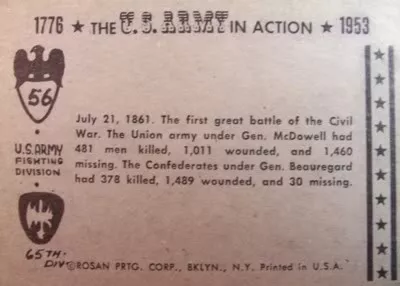 1776 ★ THE U.S. ARMY IN ACTION ★ 1953
56
July 21, 1861. The first great battle of the Civil
War. The Union army under Gen. McDowell had
481 men killed, 1,011 wounded, and 1,460
missing. The Confederates under Gen. Beauregard
had 378 killed, 1,489 wounded, and 30 missing.
U.S. ARMY
FIGHTING
DIVISION
65TH-
DIV.
©ROSAN PRTG. CORP., BKLYN., N.Y. Printed in U.S.A.